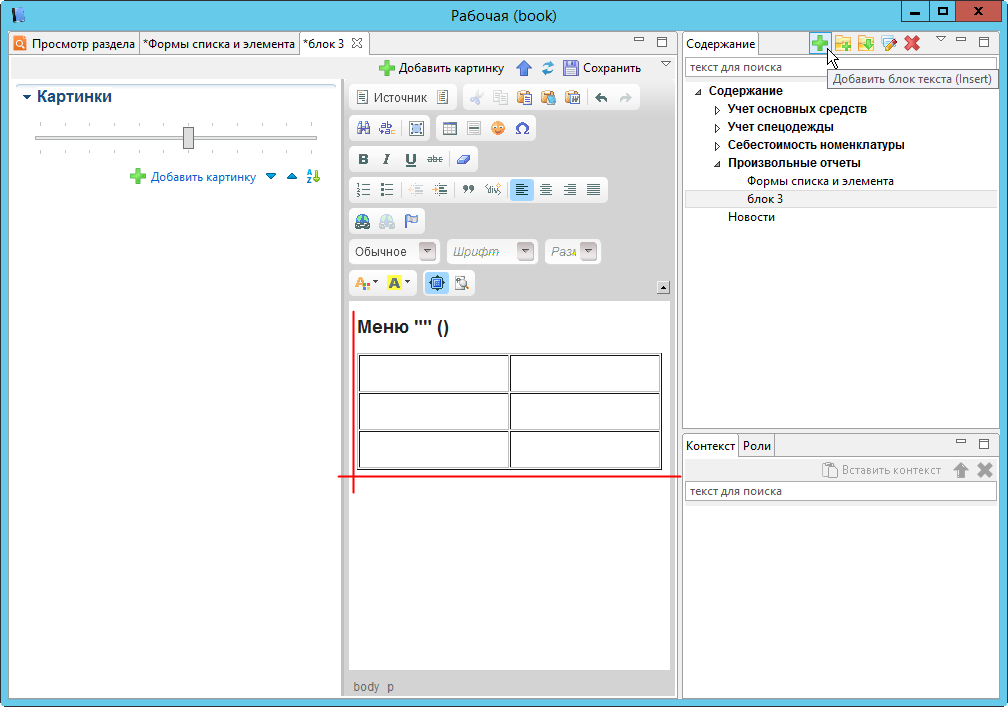 Рабочая (book)
Просмотр раздела
*Формы списка и элемента
*блок 3
Добавить картинку
Сохранить
Картинки
Добавить картинку
Источник
B I U abc
Обычное
Шрифт
Разм
Меню "" ()
body p
Содержание
текст для поиска
Добавить блок текста (Insert)
Содержание
Учет основных средств
Учет спецодежды
Себестоимость номенклатуры
Произвольные отчеты
Формы списка и элемента
блок 3
Новости
Контекст
Роли
Вставить контекст
текст для поиска